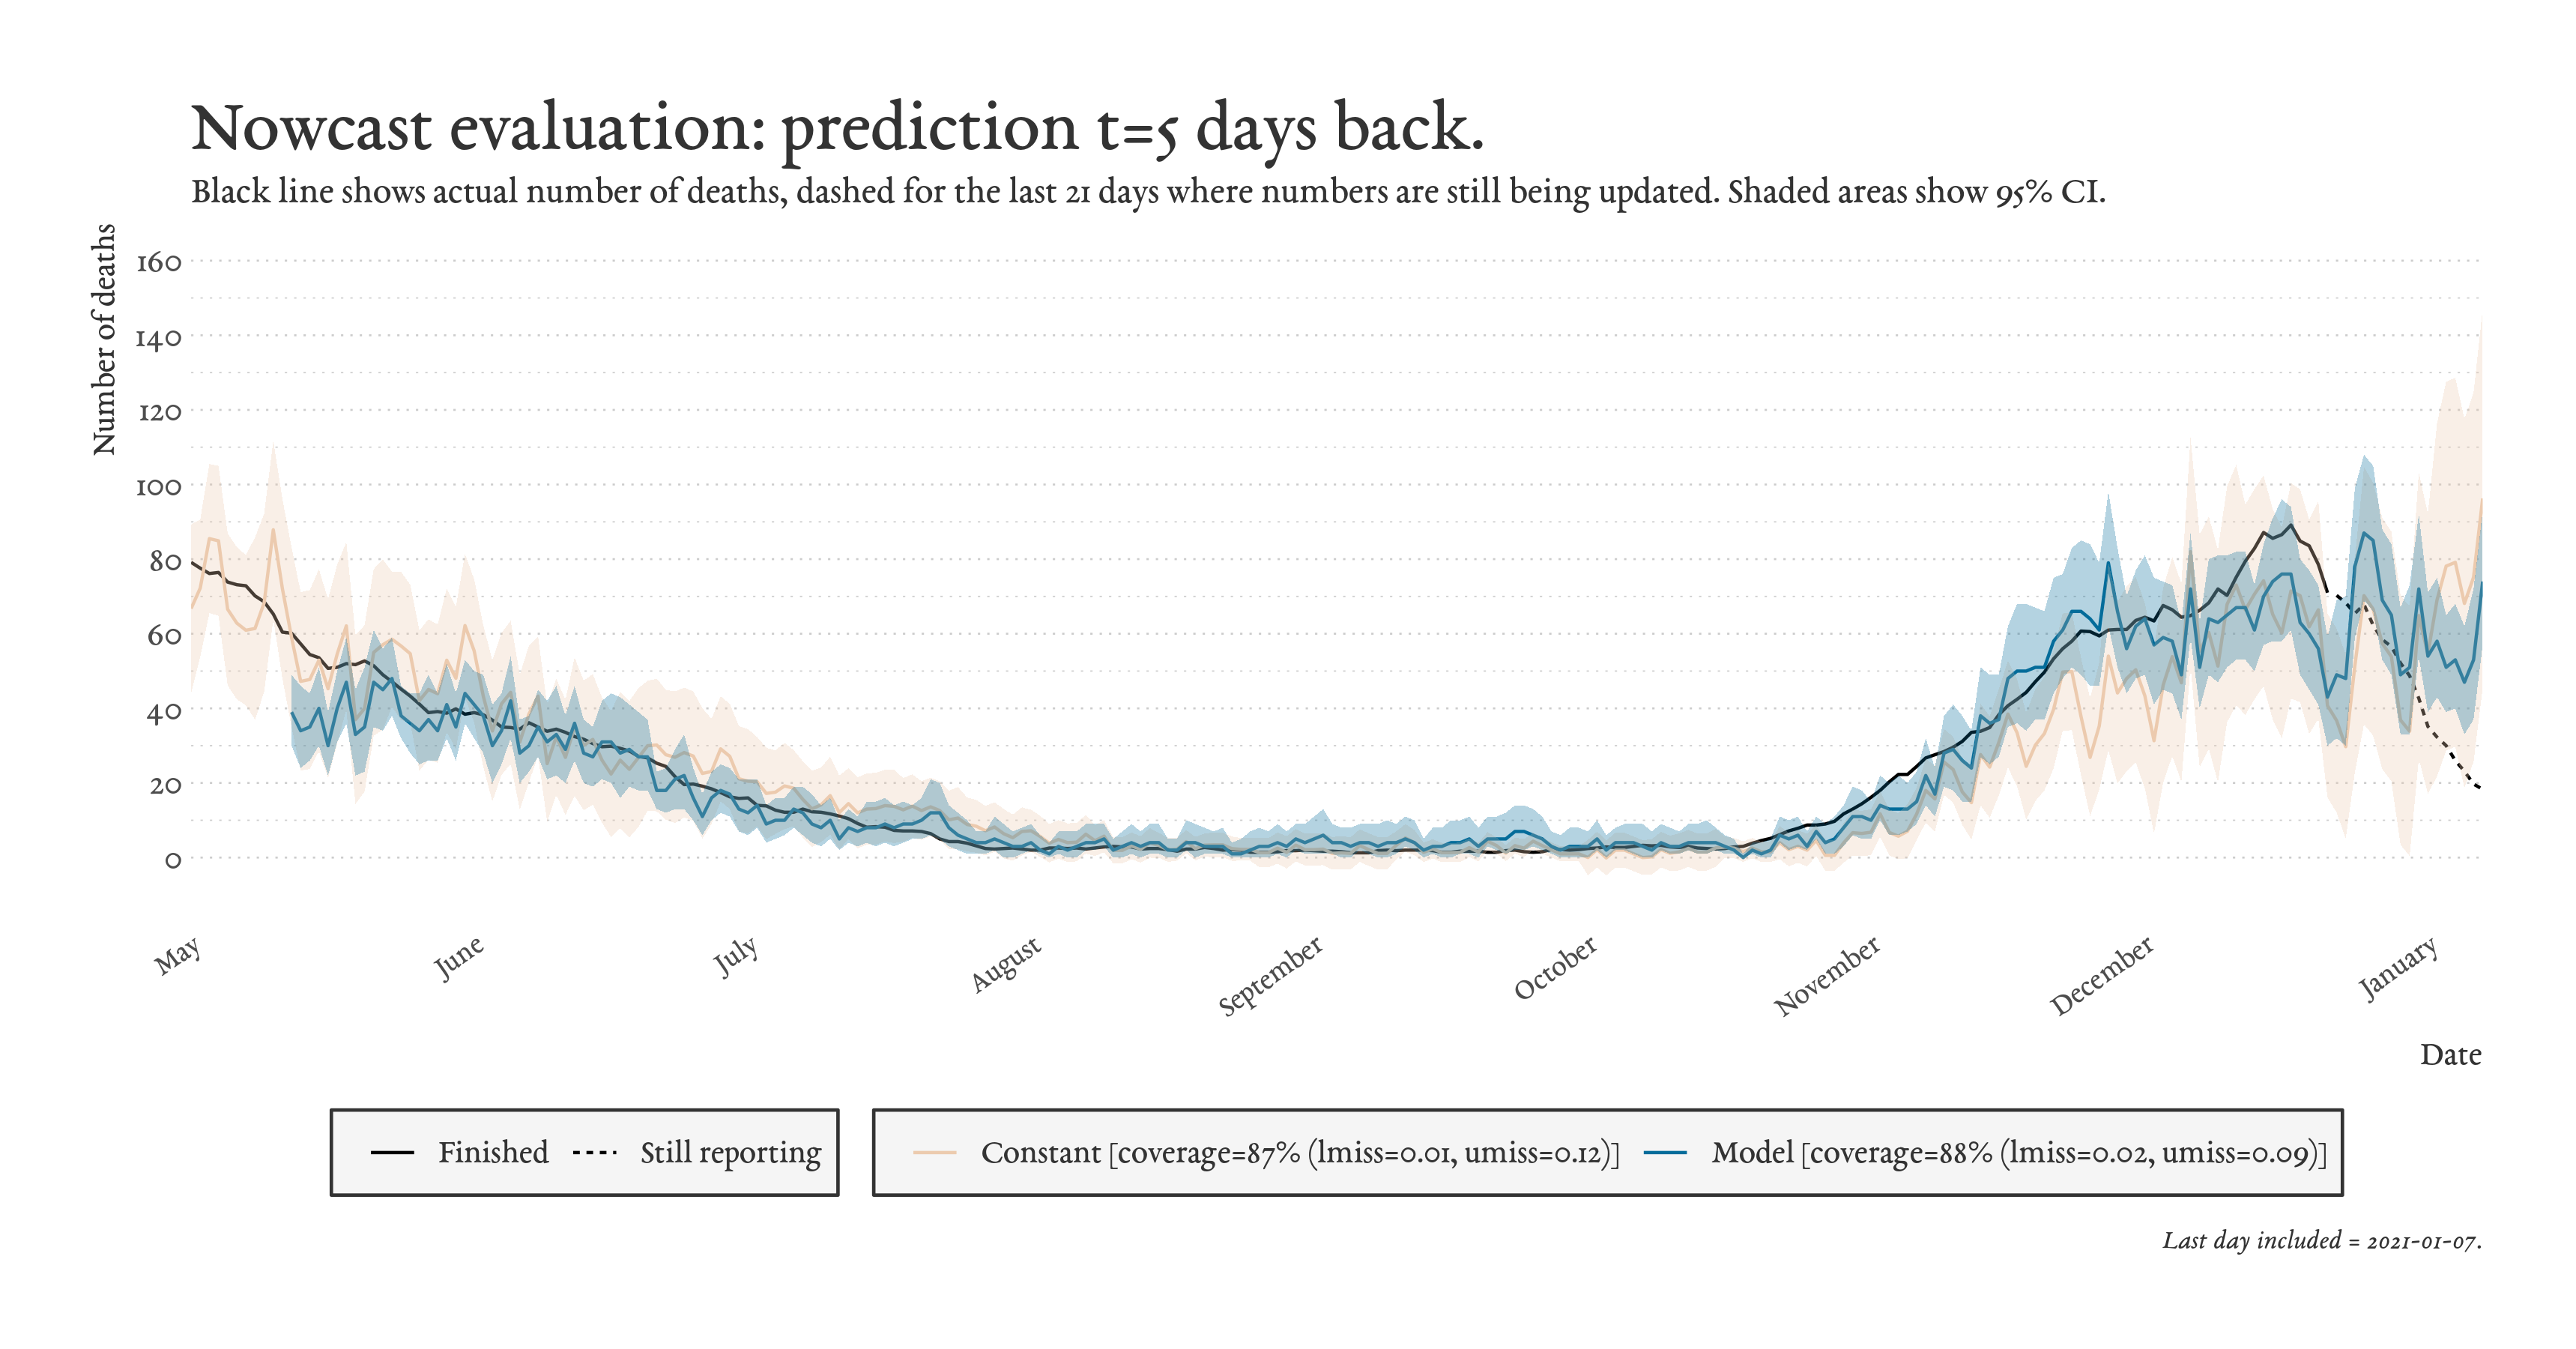 Nowcast evaluation: prediction t=5 days back.
Black line shows actual number of deaths, dashed for the last 21 days where numbers are still being updated. Shaded areas show 95% CI.
Number of deaths
160
140
120
100
80
60
40
20
0
May
June
July
August
September
October
November
December
January
Date
Finished
Still reporting
Constant [coverage=87% (lmiss=0.01, umiss=0.12)]
Model [coverage=88% (lmiss=0.02, umiss=0.09)]
Last day included = 2021-01-07.